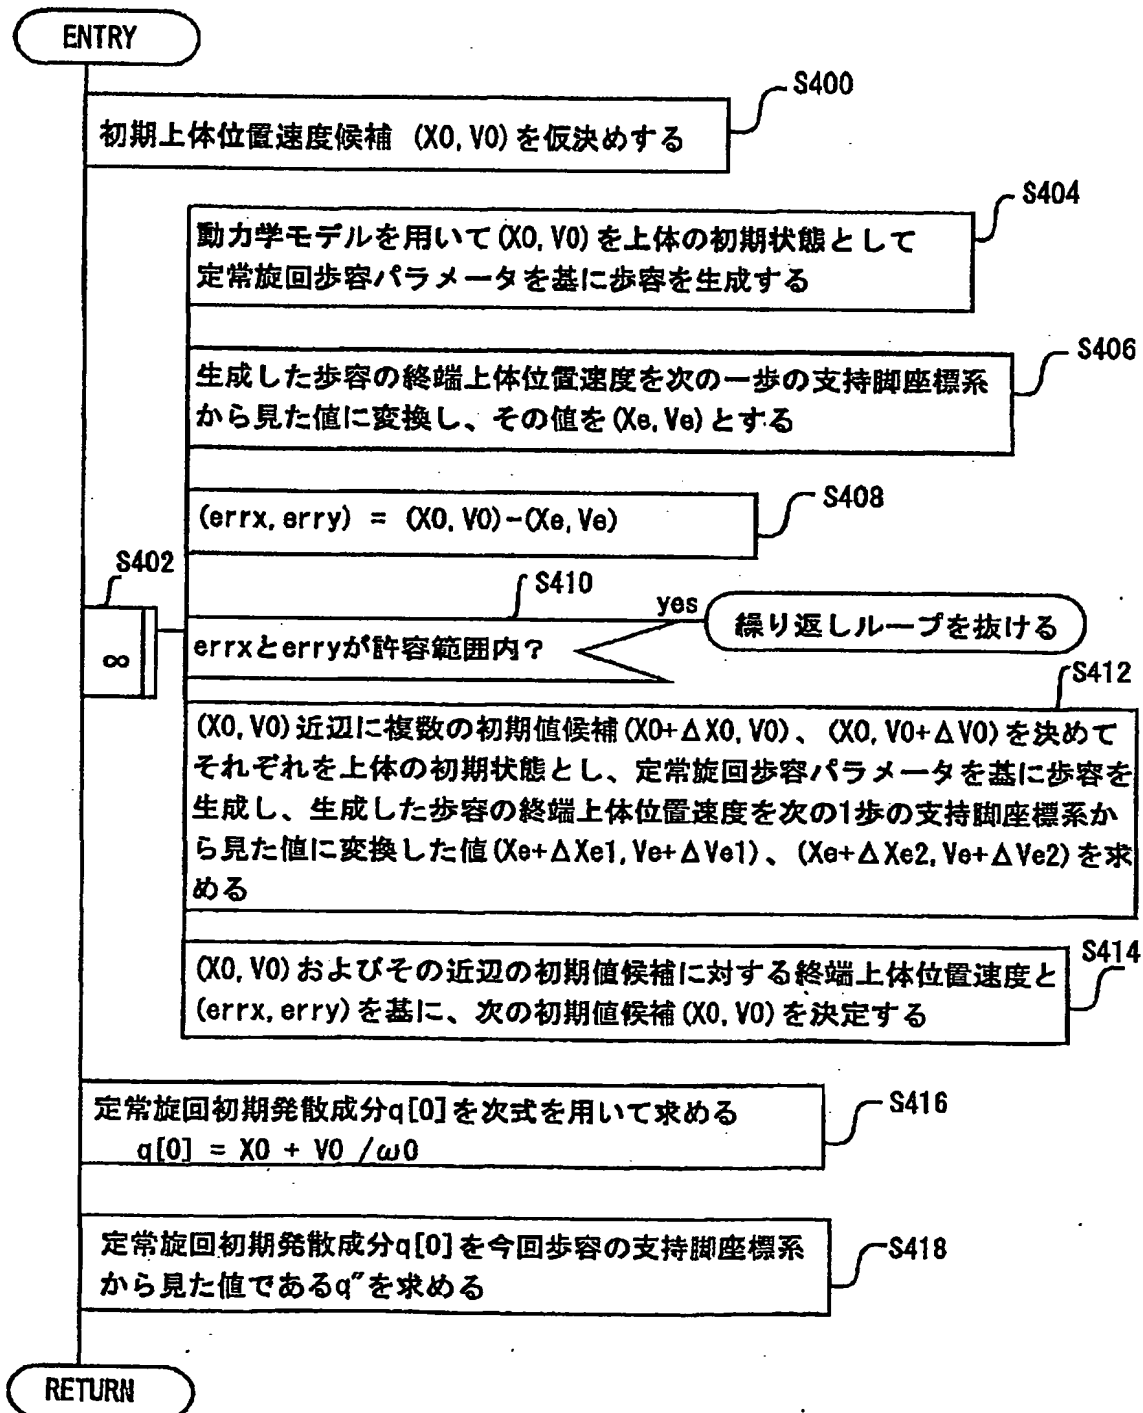 ENTRY
S400
初期上体位置速度候補 (X0, V0)を仮決めする
S404
動力学モデルを用いて(X0, V0)を上体の初期状態として
定常旋回歩容パラメータを基に歩容を生成する
S406
生成した歩容の終端上体位置速度を次の一歩の支持脚座標系
から見た値に変換し、その値を(Xe, Ve)とする
S408
(errx, erry) = (X0, V0)-(Xe, Ve)
S402
∞
S410
errxとerryが許容範囲内？
yes
繰り返しループを抜ける
S412
(X0, V0)近辺に複数の初期値候補(X0+ΔX0, V0)、(X0, V0+ΔV0)を決めて
それぞれを上体の初期状態とし、定常旋回歩容パラメータを基に歩容を
生成し、生成した歩容の終端上体位置速度を次の1歩の支持脚座標系か
ら見た値に変換した値(Xe+ΔXe1, Ve+ΔVe1)、(Xe+ΔXe2, Ve+ΔVe2)を求
める
S414
(X0, V0)およびその近辺の初期値候補に対する終端上体位置速度と
(errx, erry)を基に、次の初期値候補(X0, V0)を決定する
S416
定常旋回初期発散成分q[0]を次式を用いて求める
q[0] = X0 + V0 /ω0
S418
定常旋回初期発散成分q[0]を今回歩容の支持脚座標系
から見た値であるq″を求める
RETURN